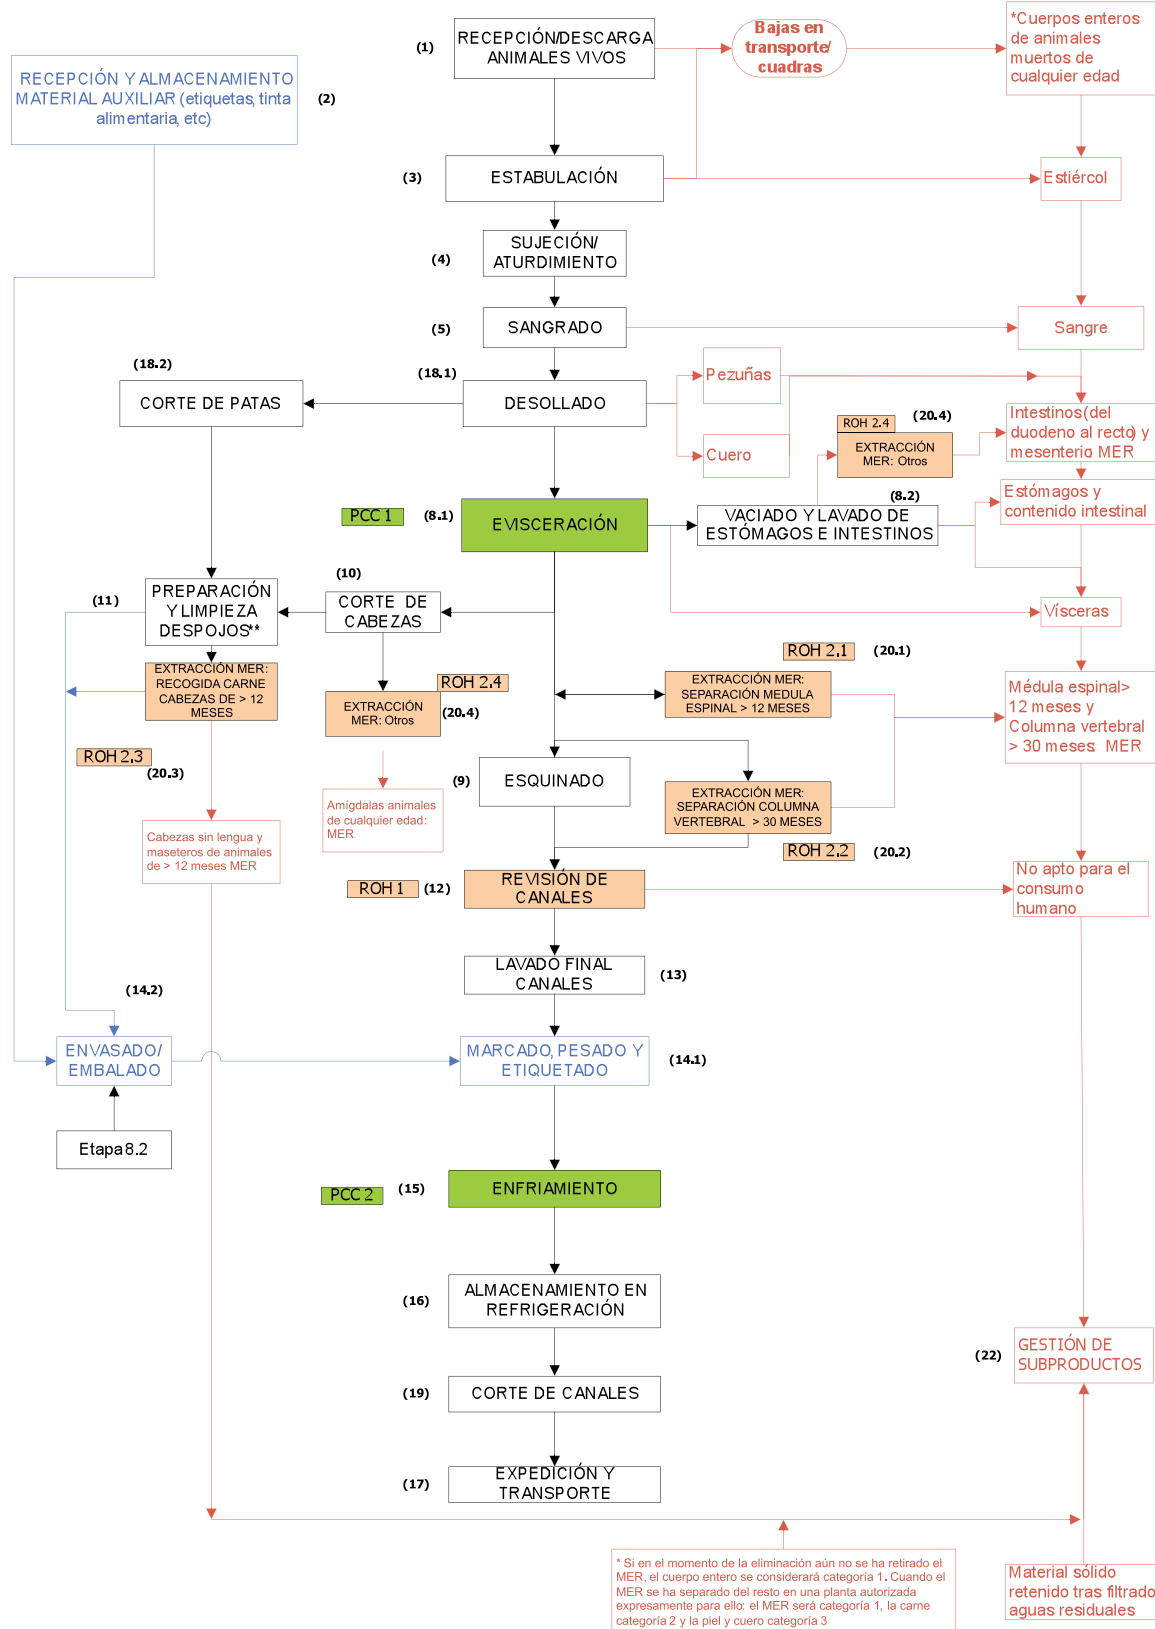 (1)
RECEPCIÓN/DESCARGA
ANIMALES VIVOS
Bajas en
transporte/
cuadras
*Cuerpos enteros
de animales
muertos de
cualquier edad
RECEPCIÓN Y ALMACENAMIENTO
MATERIAL AUXILIAR (etiquetas, tinta
alimentaria, etc)
(2)
(3)
ESTABULACIÓN
Estiércol
(4)
SUJECIÓN/
ATURDIMIENTO
(5)
SANGRADO
Sangre
(18.2)
CORTE DE PATAS
(18.1)
DESOLLADO
Pezuñas
Cuero
ROH 2.4
(20.4)
EXTRACCIÓN
MER: Otros
Intestinos (del
duodeno al recto) y
mesenterio MER
(8.2)
Estómagos y
contenido intestinal
PCC 1
(8.1)
EVISCERACIÓN
VACIADO Y LAVADO DE
ESTÓMAGOS E INTESTINOS
(11)
PREPARACIÓN
Y LIMPIEZA
DESPOJOS**
(10)
CORTE DE
CABEZAS
Vísceras
ROH 2.1
(20.1)
EXTRACCIÓN MER:
RECOGIDA CARNE
CABEZAS DE > 12
MESES
ROH 2.4
EXTRACCIÓN
MER: Otros
(20.4)
EXTRACCIÓN MER:
SEPARACIÓN MEDULA
ESPINAL > 12 MESES
Médula espinal>
12 meses y
Columna vertebral
> 30 meses: MER
ROH 2.3
(20.3)
(9)
ESQUINADO
EXTRACCIÓN MER:
SEPARACIÓN COLUMNA
VERTEBRAL > 30 MESES
Amígdalas animales
de cualquier edad:
MER
Cabezas sin lengua y
maseteros de animales
de > 12 meses MER
ROH 2.2
(20.2)
ROH 1
(12)
REVISIÓN DE
CANALES
No apto para el
consumo
humano
LAVADO FINAL
CANALES
(13)
(14.2)
ENVASADO/
EMBALADO
MARCADO, PESADO Y
ETIQUETADO
(14.1)
Etapa 8.2
PCC 2
(15)
ENFRIAMIENTO
(16)
ALMACENAMIENTO EN
REFRIGERACIÓN
(22)
GESTIÓN DE
SUBPRODUCTOS
(19)
CORTE DE CANALES
(17)
EXPEDICIÓN Y
TRANSPORTE
* Si en el momento de la eliminación aún no se ha retirado el
MER, el cuerpo entero se considerará categoría 1. Cuando el
MER se ha separado del resto en una planta autorizada
expresamente para ello: el MER será categoría 1, la carne
categoría 2 y la piel y cuero categoría 3
Material sólido
retenido tras filtrado
aguas residuales